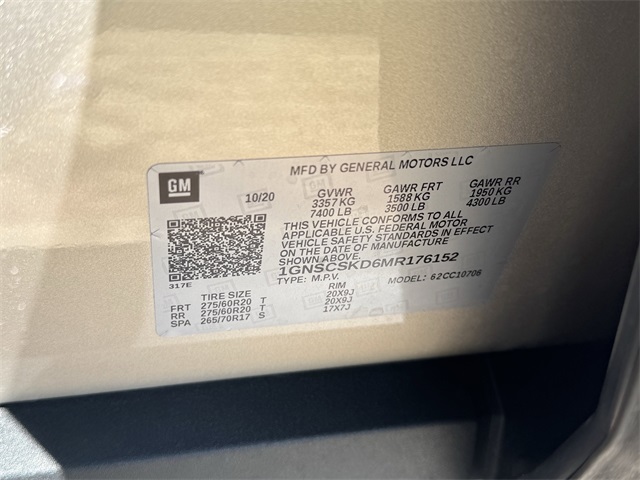 MFD BY GENERAL MOTORS LLC
GM
10/20 GVWR GAWR FRT GAWR RR
3357 KG 1588 KG 1950 KG
7400 LB 3500 LB 4300 LB
THIS VEHICLE CONFORMS TO ALL
APPLICABLE U.S. FEDERAL MOTOR
VEHICLE SAFETY STANDARDS IN EFFECT
ON THE DATE OF MANUFACTURE
SHOWN ABOVE.
1GNSCSKD6MR176152
317E TYPE: M.P.V. MODEL: 62CC10706
TIRE SIZE RIM
FRT 275/60R20 T 20X9J
RR 275/60R20 T 20X9J
SPA 265/70R17 S 17X7J